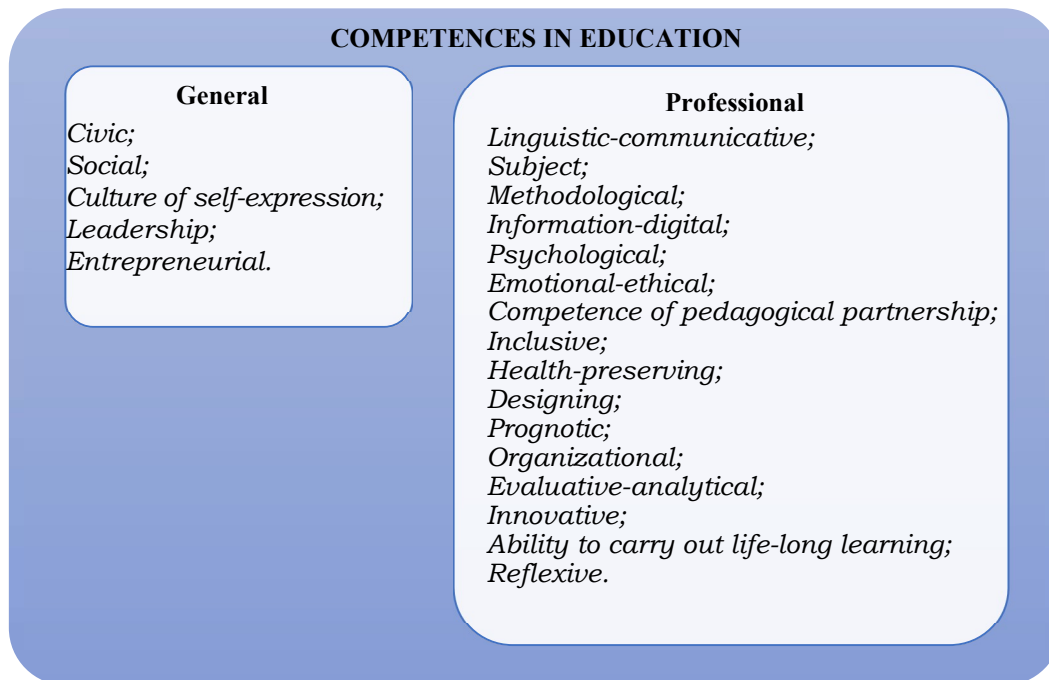 COMPETENCES IN EDUCATION
General
Civic;
Social;
Culture of self-expression;
Leadership;
Entrepreneurial.
Professional
Linguistic-communicative;
Subject;
Methodological;
Information-digital;
Psychological;
Emotional-ethical;
Competence of pedagogical partnership;
Inclusive;
Health-preserving;
Designing;
Prognotic;
Organizational;
Evaluative-analytical;
Innovative;
Ability to carry out life-long learning;
Reflexive.